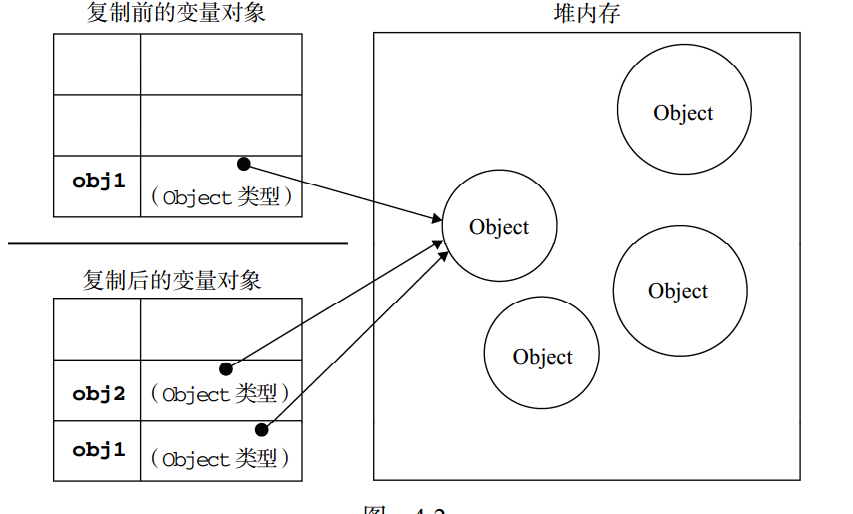 复制前的变量对象
堆内存
obj1
（Object 类型）
复制后的变量对象
obj2
（Object 类型）
obj1
（Object 类型）
Object
Object
Object
Object